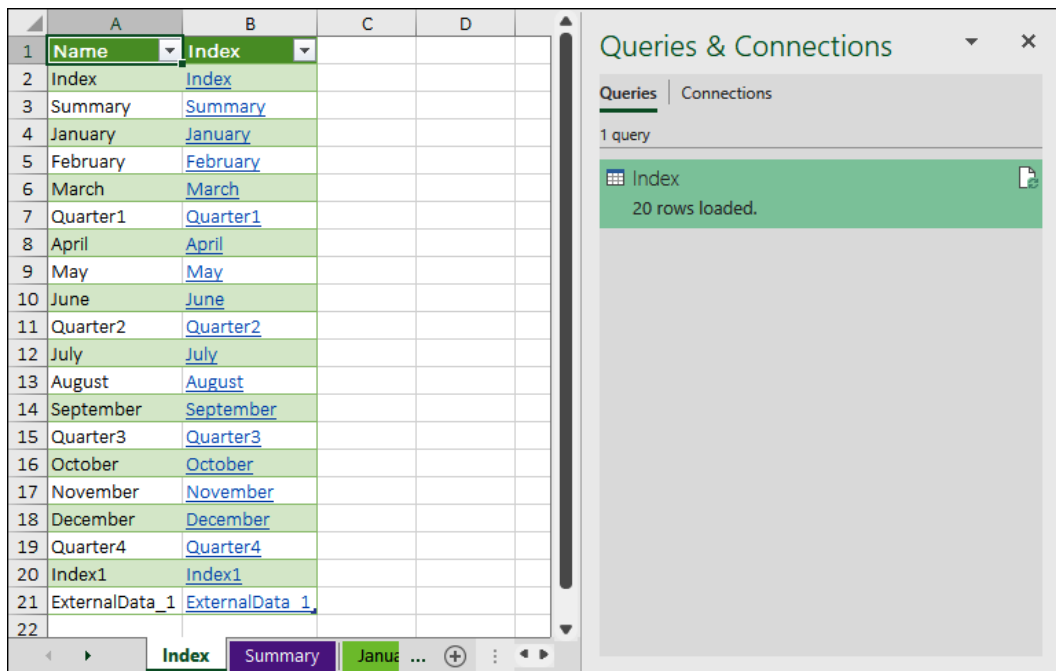 A B C D
1 Name Index
2 Index Index
3 Summary Summary
4 January January
5 February February
6 March March
7 Quarter1 Quarter1
8 April April
9 May May
10 June June
11 Quarter2 Quarter2
12 July July
13 August August
14 September September
15 Quarter3 Quarter3
16 October October
17 November November
18 December December
19 Quarter4 Quarter4
20 Index1 Index1
21 ExternalData_1 ExternalData_1
22
Index Summary Janua ...
Queries & Connections
Queries Connections
1 query
Index
20 rows loaded.